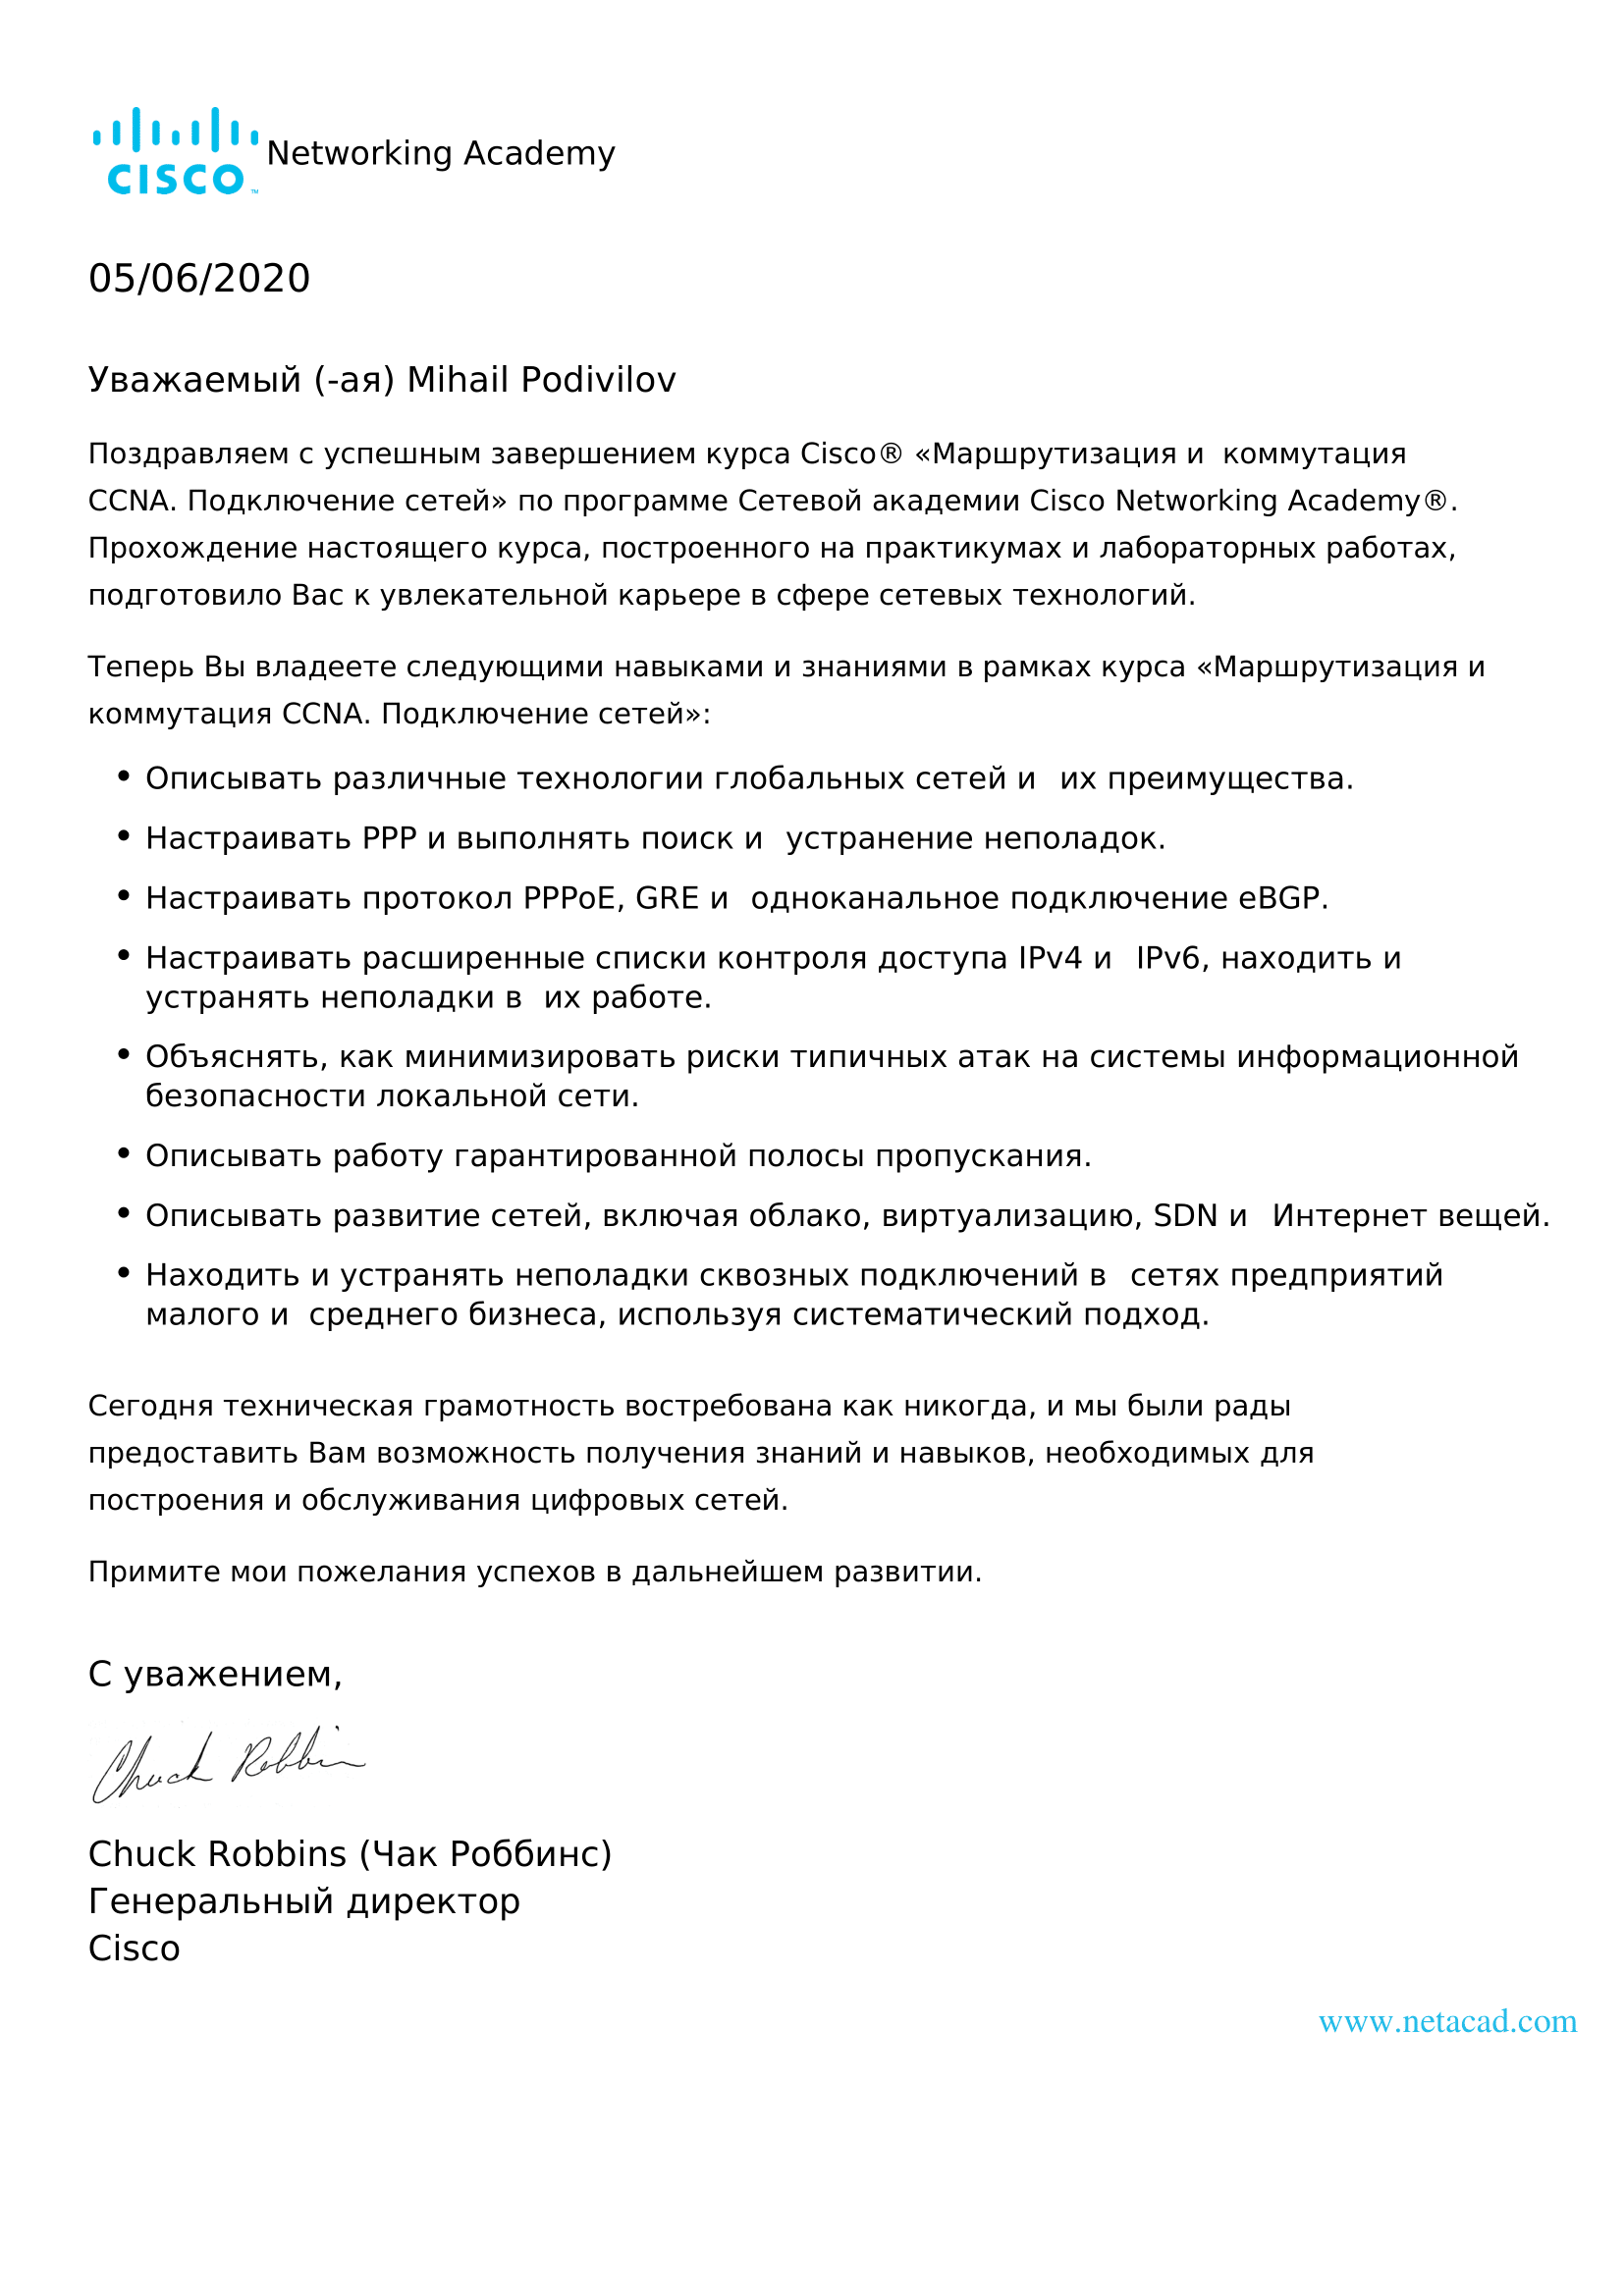 CISCO™
Networking Academy
05/06/2020
Уважаемый (-ая) Mihail Podivilov
Поздравляем с успешным завершением курса Cisco® «Маршрутизация и коммутация
CCNA. Подключение сетей» по программе Сетевой академии Cisco Networking Academy®.
Прохождение настоящего курса, построенного на практикумах и лабораторных работах,
подготовило Вас к увлекательной карьере в сфере сетевых технологий.
Теперь Вы владеете следующими навыками и знаниями в рамках курса «Маршрутизация и
коммутация CCNA. Подключение сетей»:
• Описывать различные технологии глобальных сетей и их преимущества.
• Настраивать PPP и выполнять поиск и устранение неполадок.
• Настраивать протокол PPPoE, GRE и одноканальное подключение eBGP.
• Настраивать расширенные списки контроля доступа IPv4 и IPv6, находить и
устранять неполадки в их работе.
• Объяснять, как минимизировать риски типичных атак на системы информационной
безопасности локальной сети.
• Описывать работу гарантированной полосы пропускания.
• Описывать развитие сетей, включая облако, виртуализацию, SDN и Интернет вещей.
• Находить и устранять неполадки сквозных подключений в сетях предприятий
малого и среднего бизнеса, используя систематический подход.
Сегодня техническая грамотность востребована как никогда, и мы были рады
предоставить Вам возможность получения знаний и навыков, необходимых для
построения и обслуживания цифровых сетей.
Примите мои пожелания успехов в дальнейшем развитии.
С уважением,
Chuck Robbins
Chuck Robbins (Чак Роббинс)
Генеральный директор
Cisco
www.netacad.com